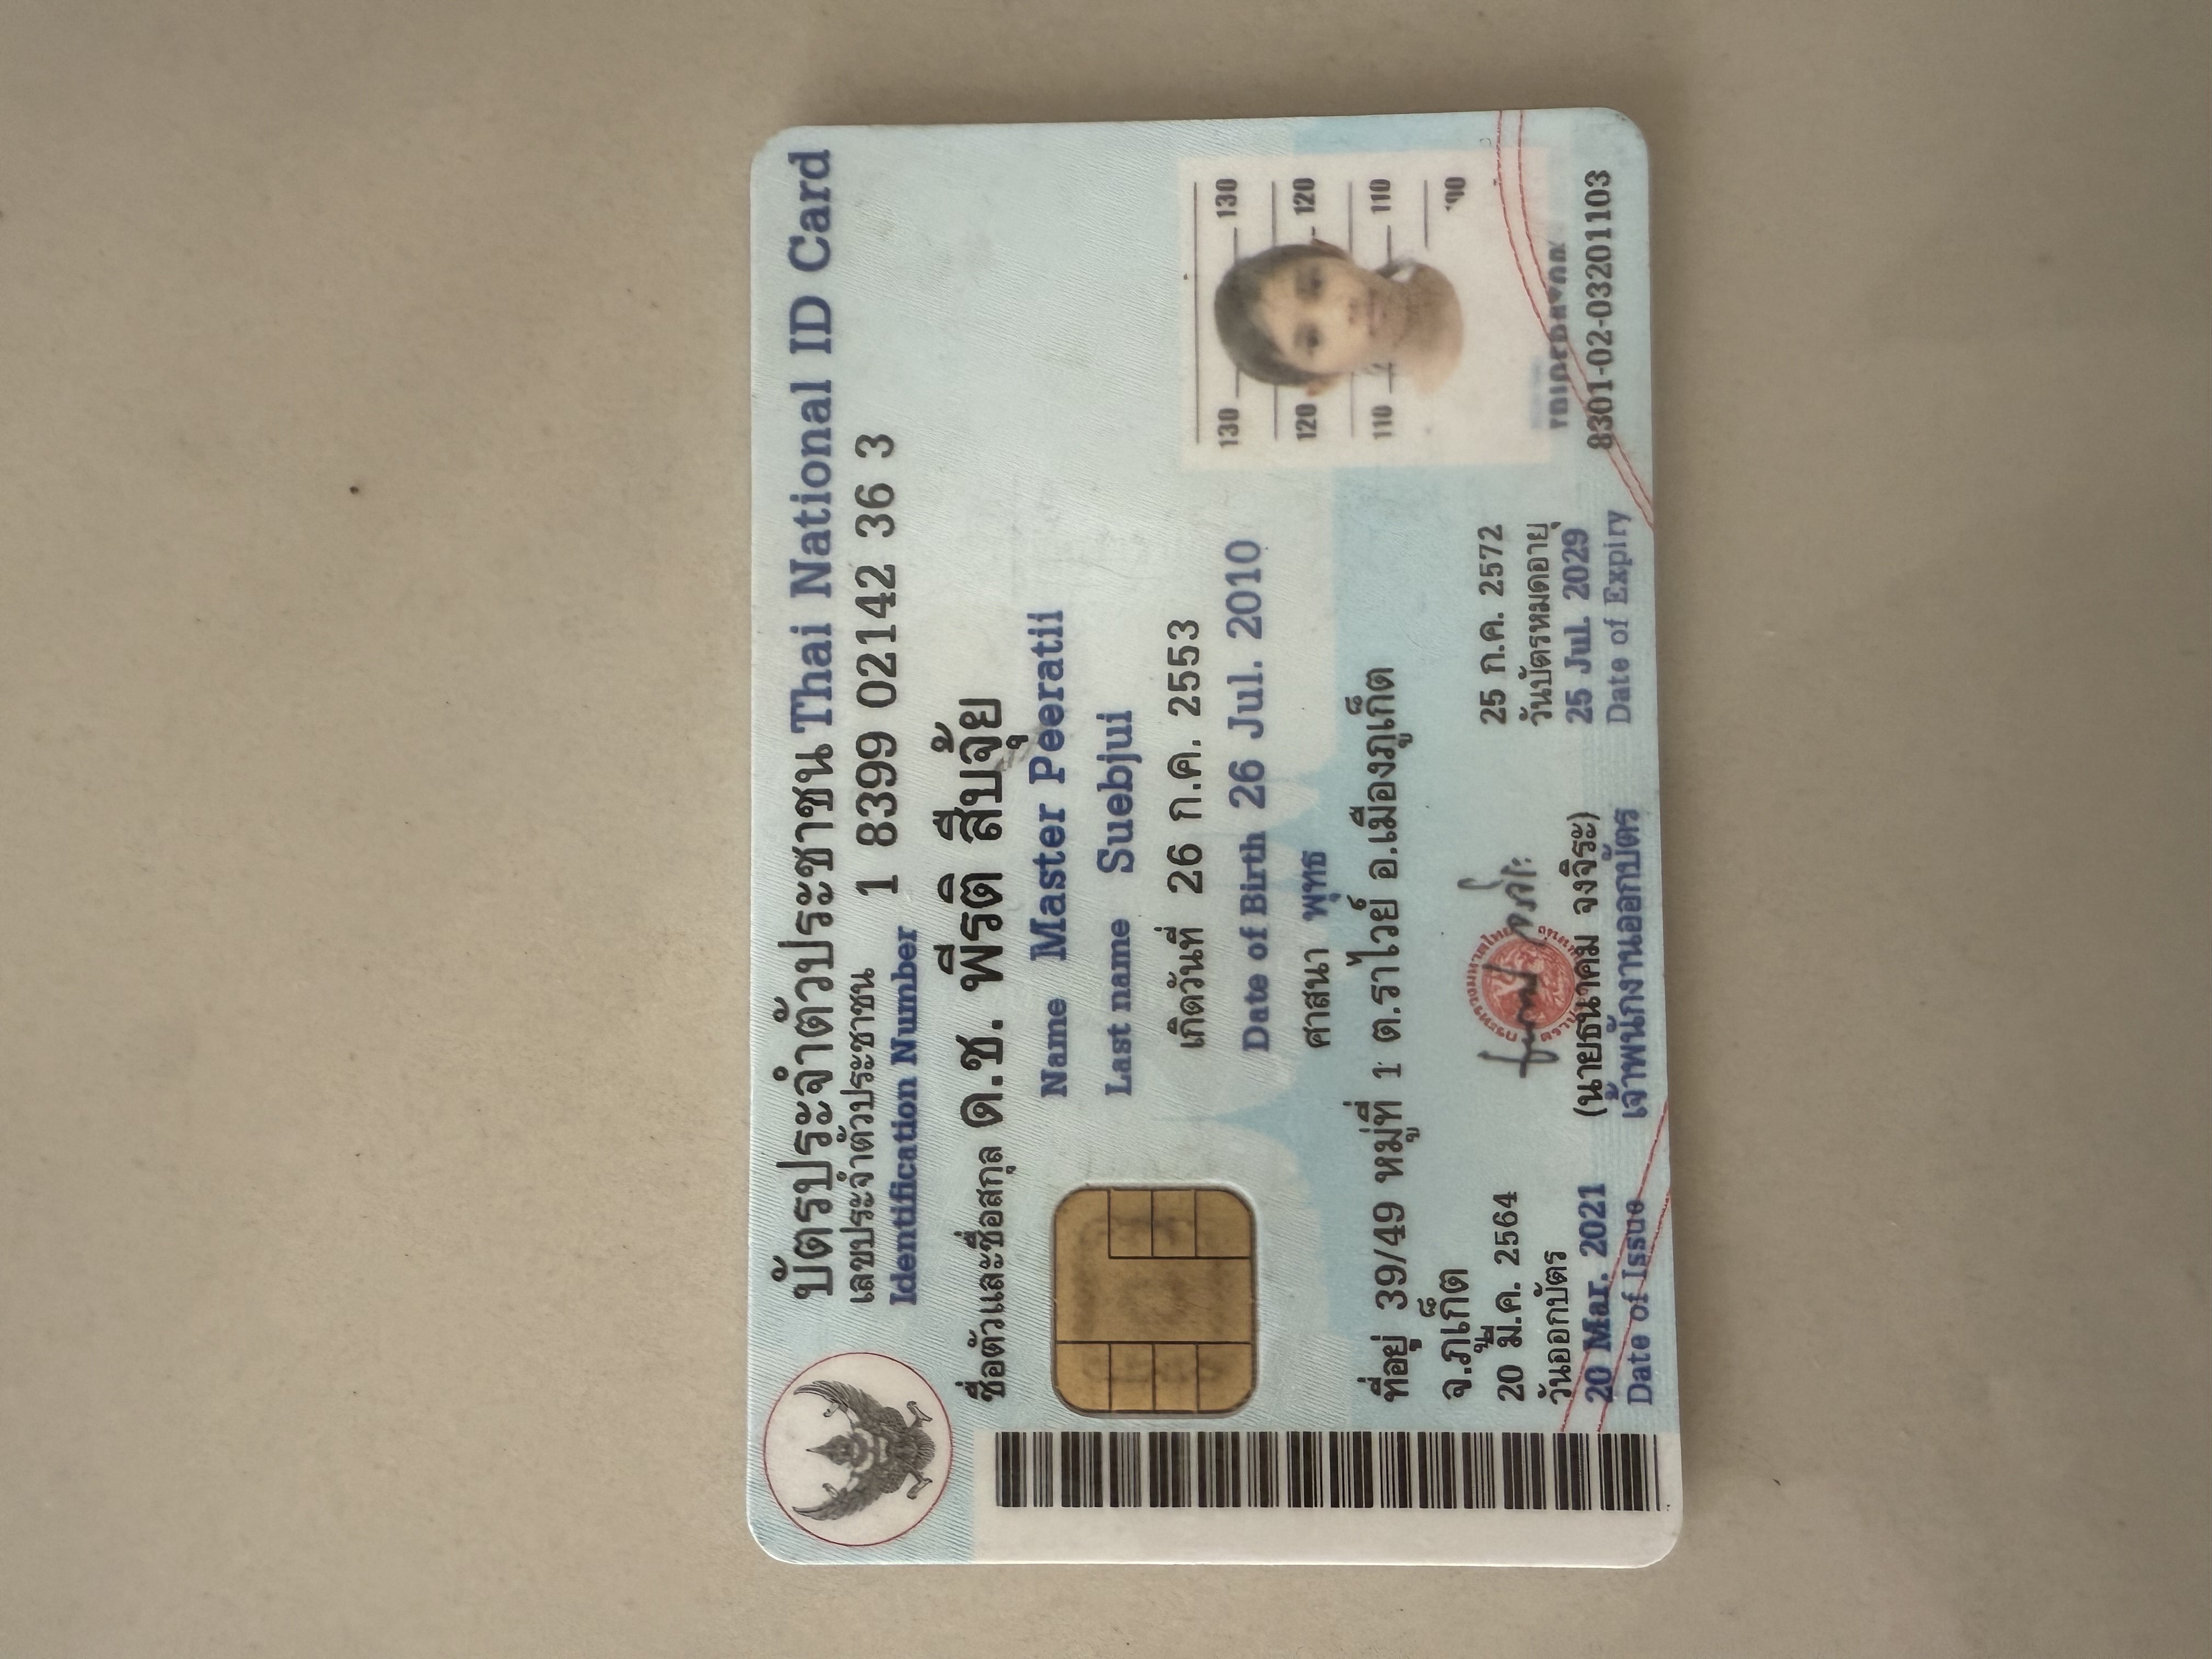 บัตรประจำตัวประชาชน Thai National ID Card
เลขประจำตัวประชาชน
Identification Number
1 8399 02142 36 3
ชื่อตัวและชื่อสกุล ด.ช. พีรติ สืบจุ้ย
Name Master Peeratii
Last name Suebjui
เกิดวันที่ 26 ก.ค. 2553
Date of Birth 26 Jul. 2010
ศาสนา พุทธ
ที่อยู่ 39/49 หมู่ที่ 1 ต.ราไวย์ อ.เมืองภูเก็ต
จ.ภูเก็ต
20 มี.ค. 2564
วันออกบัตร
20 Mar. 2021
Date of Issue
(นายธนาคม จงจิระ)
เจ้าพนักงานออกบัตร
25 ก.ค. 2572
วันบัตรหมดอายุ
25 Jul. 2029
Date of Expiry
130 130
120 120
110 110
8301-02-03201103